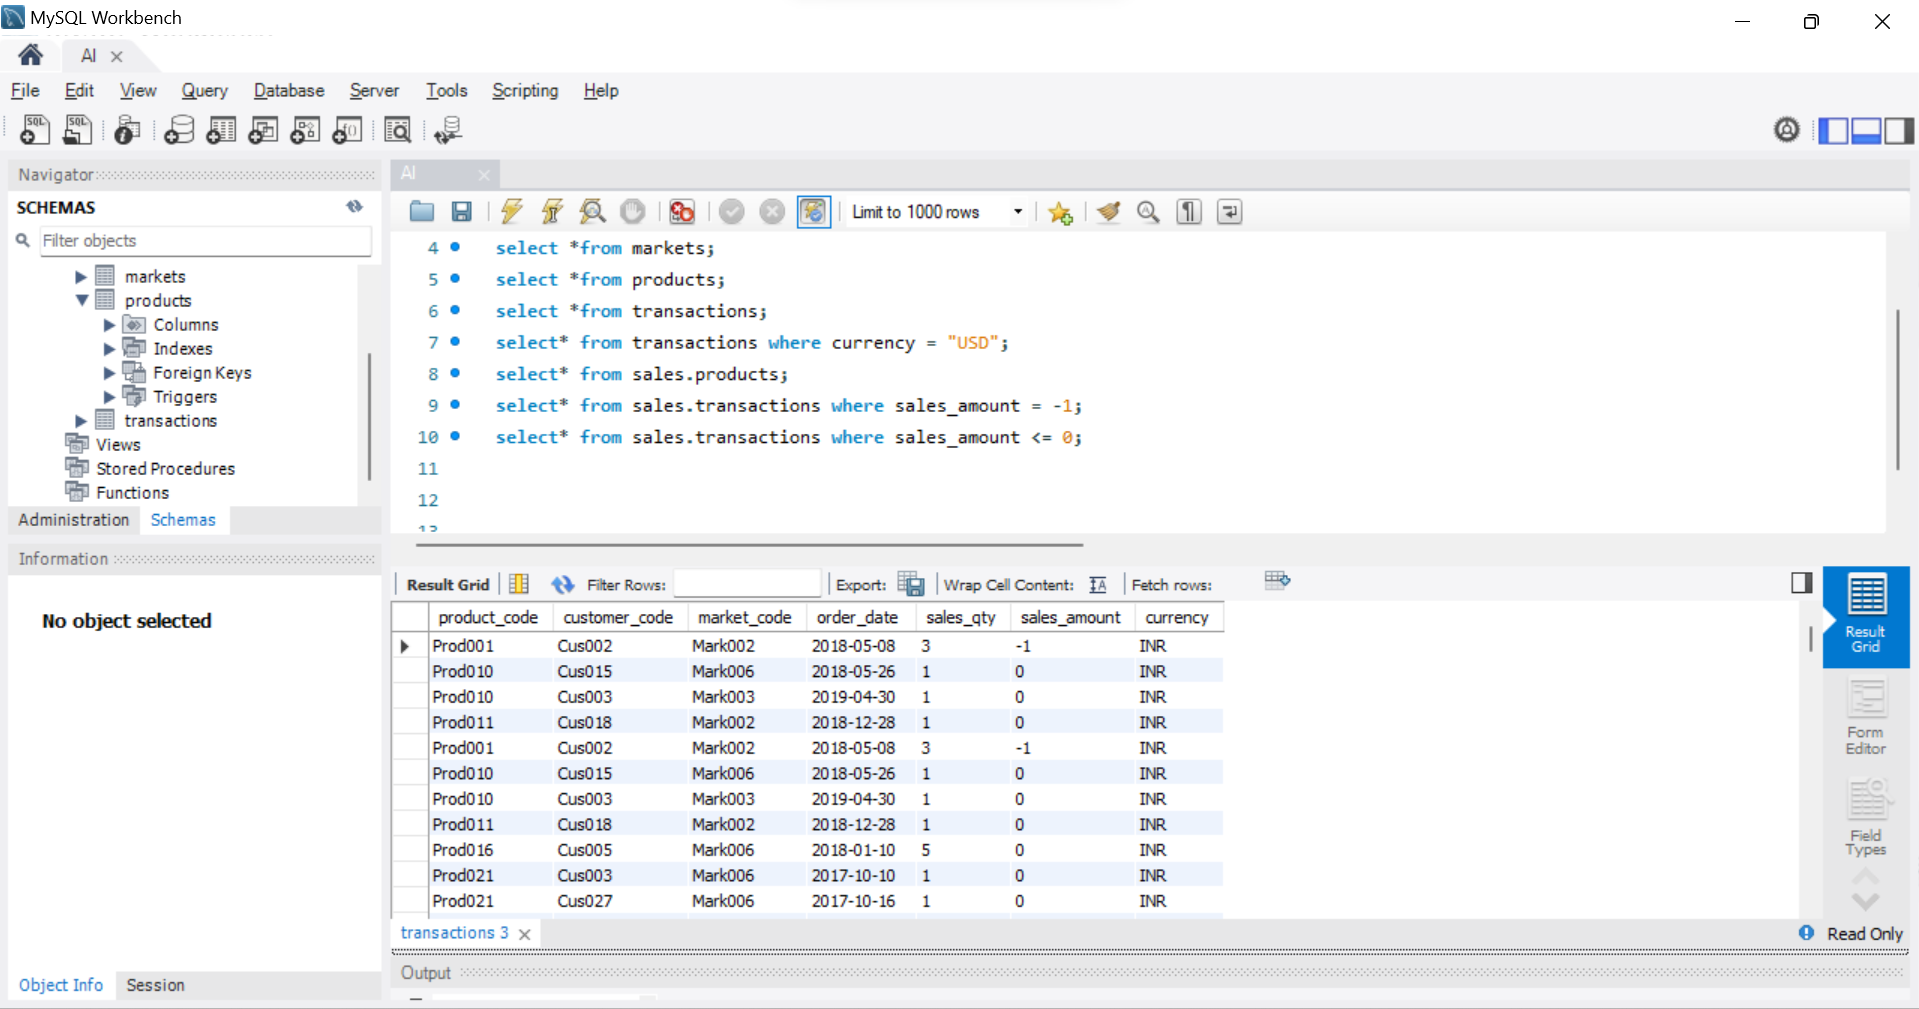 MySQL Workbench
AI
File Edit View Query Database Server Tools Scripting Help
Navigator
SCHEMAS
Filter objects
markets
products
Columns
Indexes
Foreign Keys
Triggers
transactions
Views
Stored Procedures
Functions
Administration Schemas
Information
No object selected
Object Info Session
AI
Limit to 1000 rows
4 select *from markets;
5 select *from products;
6 select *from transactions;
7 select* from transactions where currency = "USD";
8 select* from sales.products;
9 select* from sales.transactions where sales_amount = -1;
10 select* from sales.transactions where sales_amount <= 0;
11
12
13
Result Grid Filter Rows: Export: Wrap Cell Content: Fetch rows:
product_code customer_code market_code order_date sales_qty sales_amount currency
Prod001 Cus002 Mark002 2018-05-08 3 -1 INR
Prod010 Cus015 Mark006 2018-05-26 1 0 INR
Prod010 Cus003 Mark003 2019-04-30 1 0 INR
Prod011 Cus018 Mark002 2018-12-28 1 0 INR
Prod001 Cus002 Mark002 2018-05-08 3 -1 INR
Prod010 Cus015 Mark006 2018-05-26 1 0 INR
Prod010 Cus003 Mark003 2019-04-30 1 0 INR
Prod011 Cus018 Mark002 2018-12-28 1 0 INR
Prod016 Cus005 Mark006 2018-01-10 5 0 INR
Prod021 Cus003 Mark006 2017-10-10 1 0 INR
Prod021 Cus027 Mark006 2017-10-16 1 0 INR
Result
Grid
Form
Editor
Field
Types
transactions 3
Read Only
Output